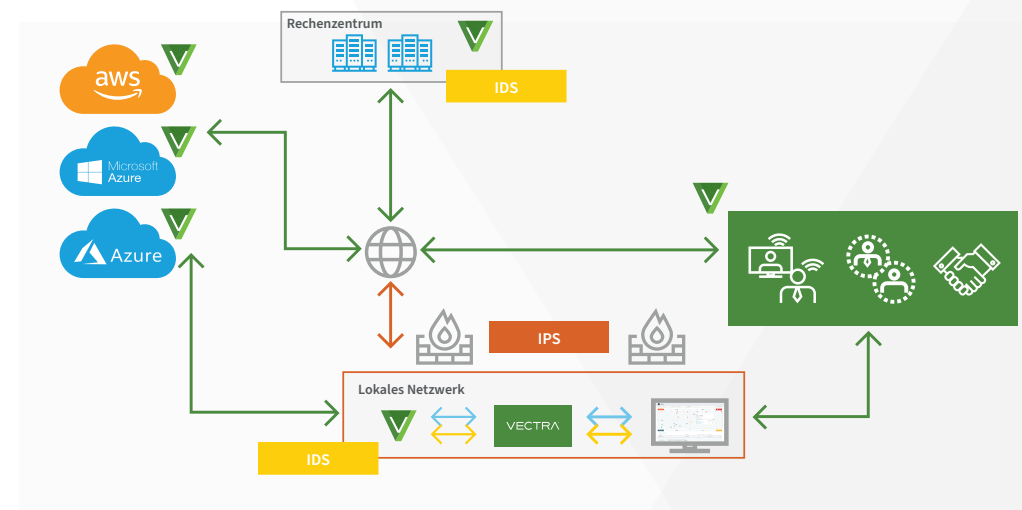 Rechenzentrum
IDS
aws
Microsoft
Azure
Azure
IPS
Lokales Netzwerk
VECTRA
IDS